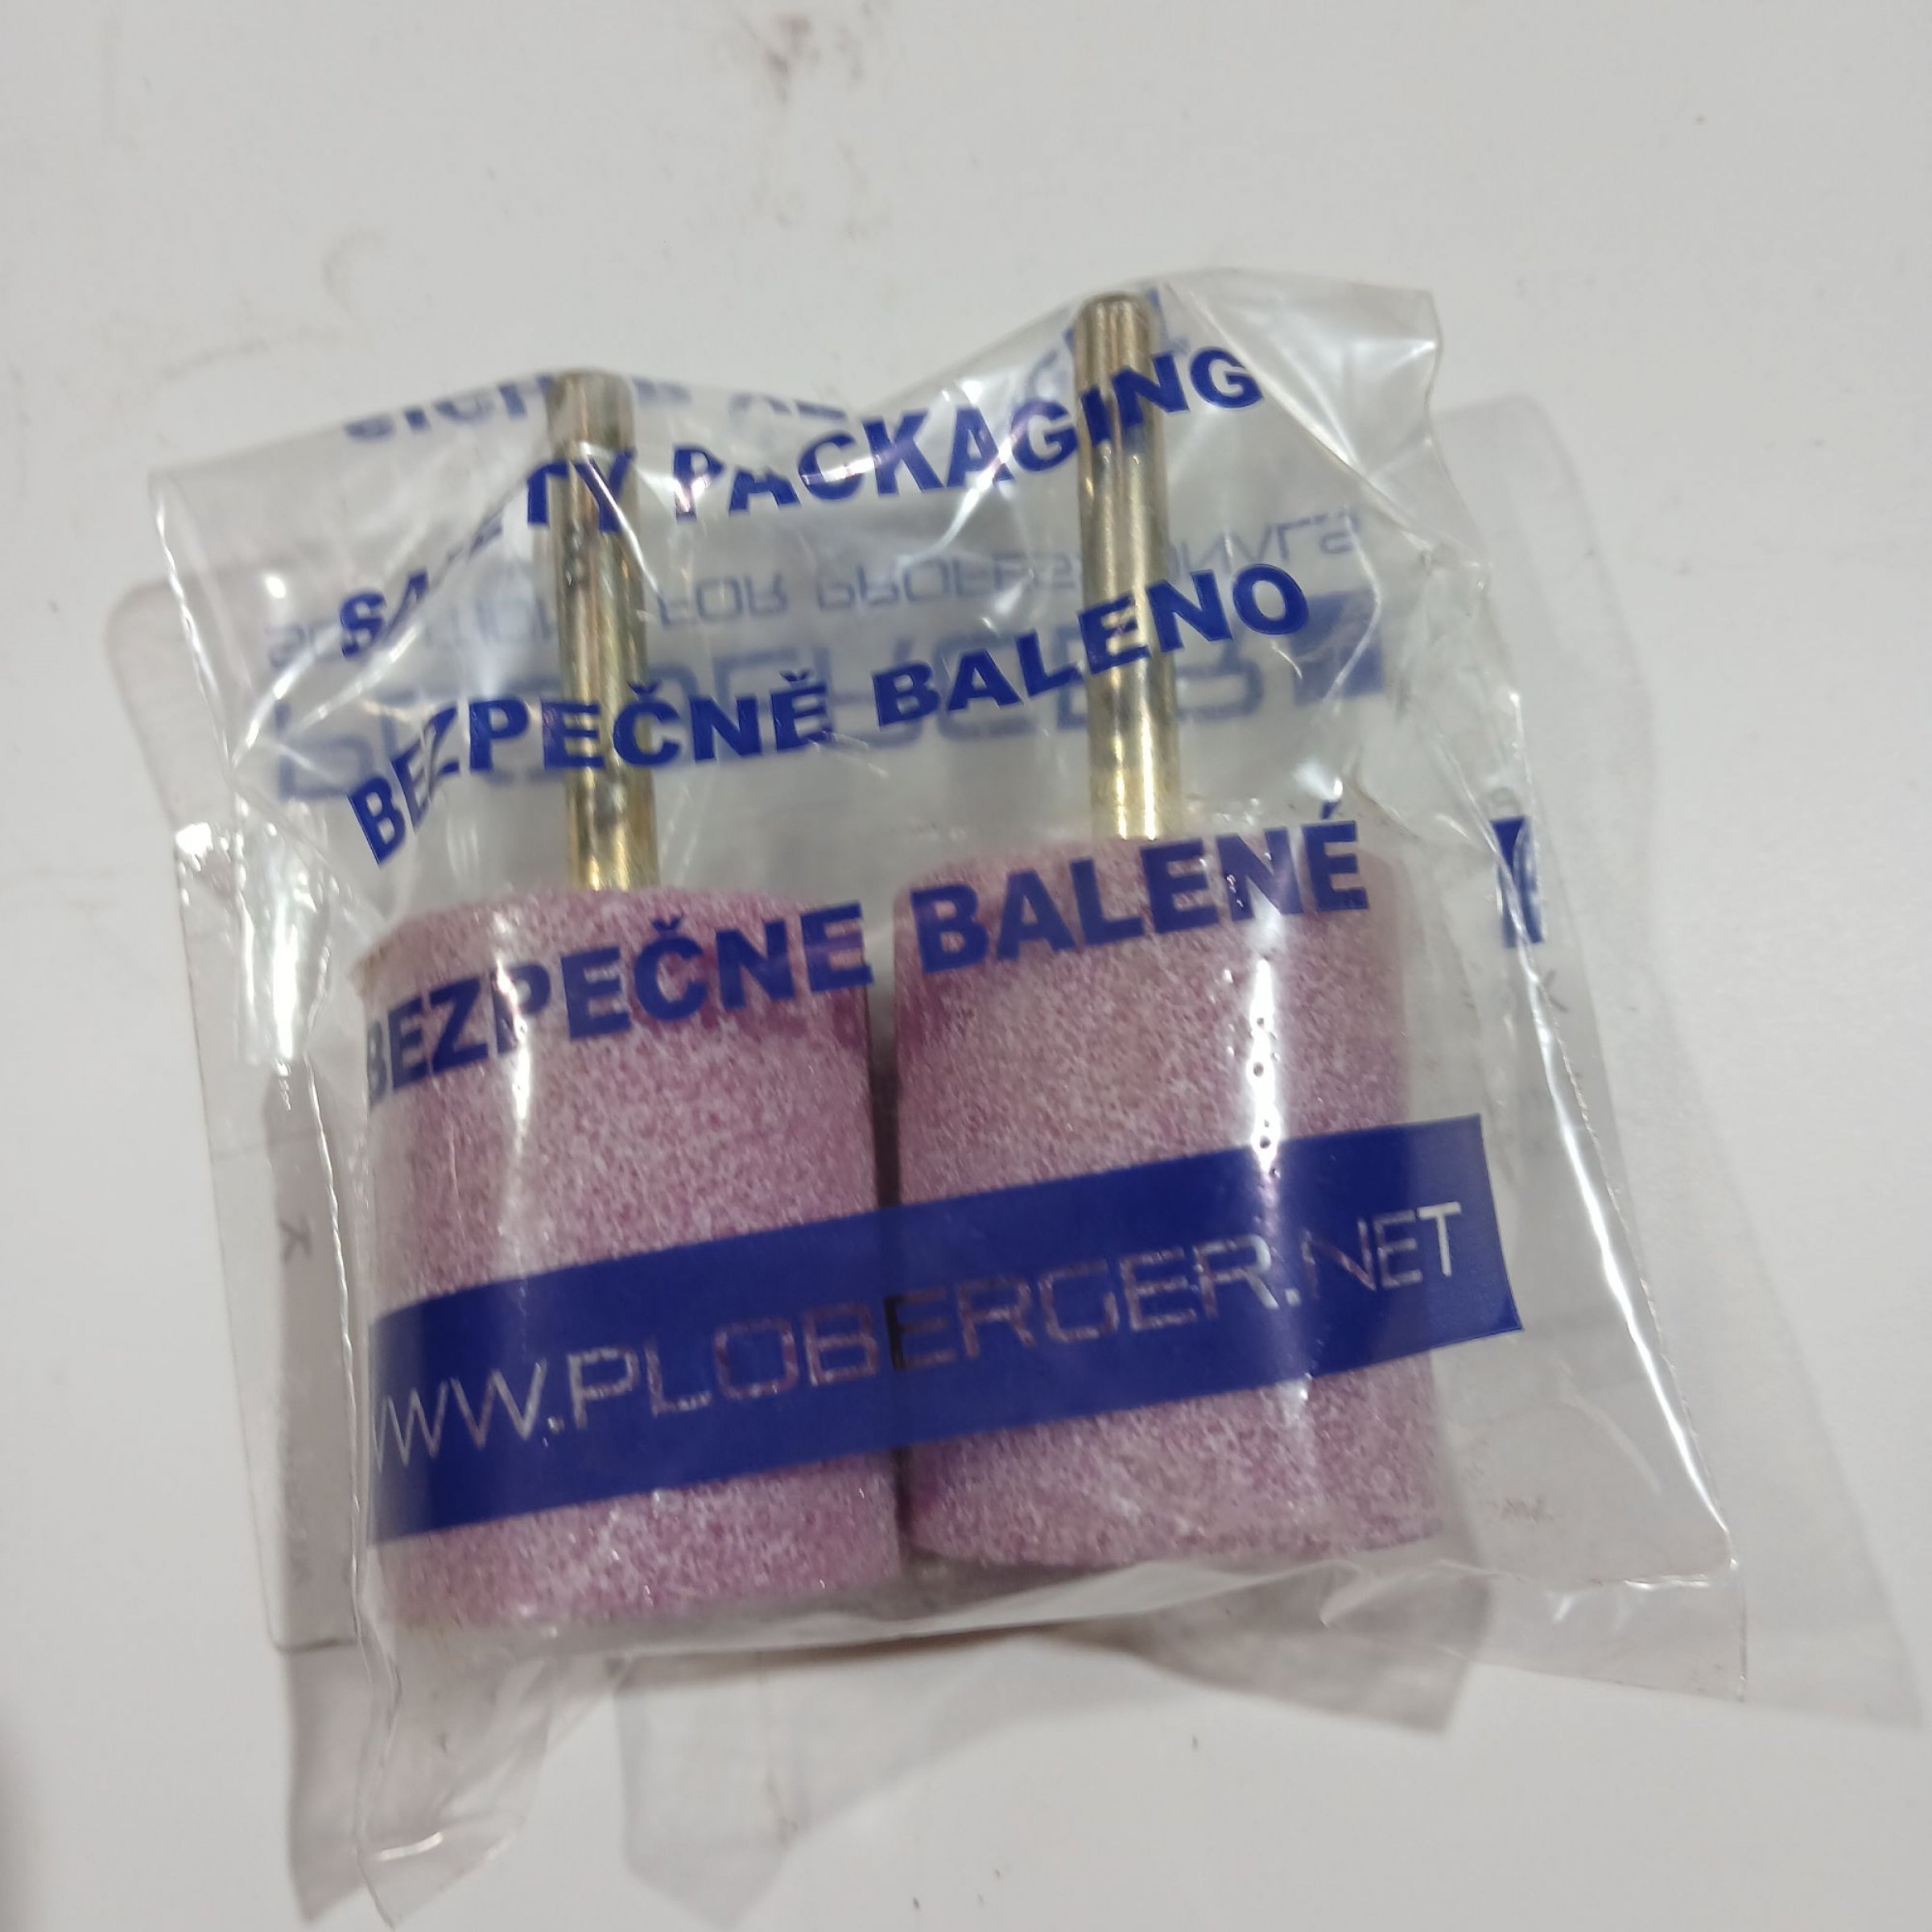 SAFETY PACKAGING
BEZPEČNĚ BALENO
BEZPEČNE BALENÉ
WWW.PLOBERGER.NET